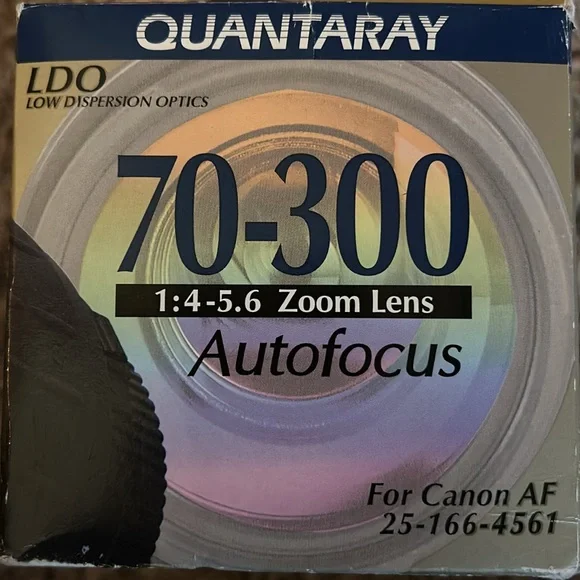 QUANTARAY
LDO
LOW DISPERSION OPTICS
70-300
1:4-5.6 Zoom Lens
Autofocus
For Canon AF
25-166-4561